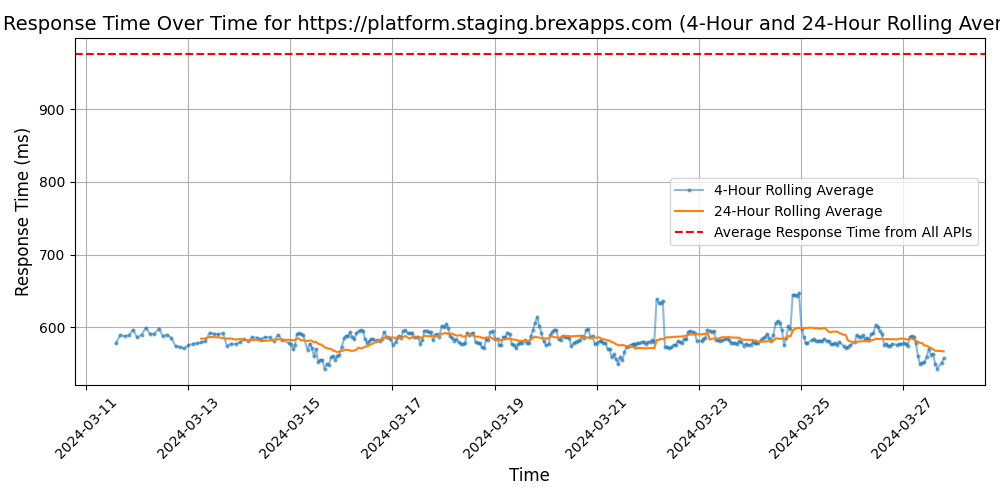 Response Time Over Time for https://platform.staging.brexapps.com (4-Hour and 24-Hour Rolling Aver
900
800
700
600
Response Time (ms)
4-Hour Rolling Average
24-Hour Rolling Average
Average Response Time from All APIs
2024-03-11
2024-03-13
2024-03-15
2024-03-17
2024-03-19
2024-03-21
2024-03-23
2024-03-25
2024-03-27
Time